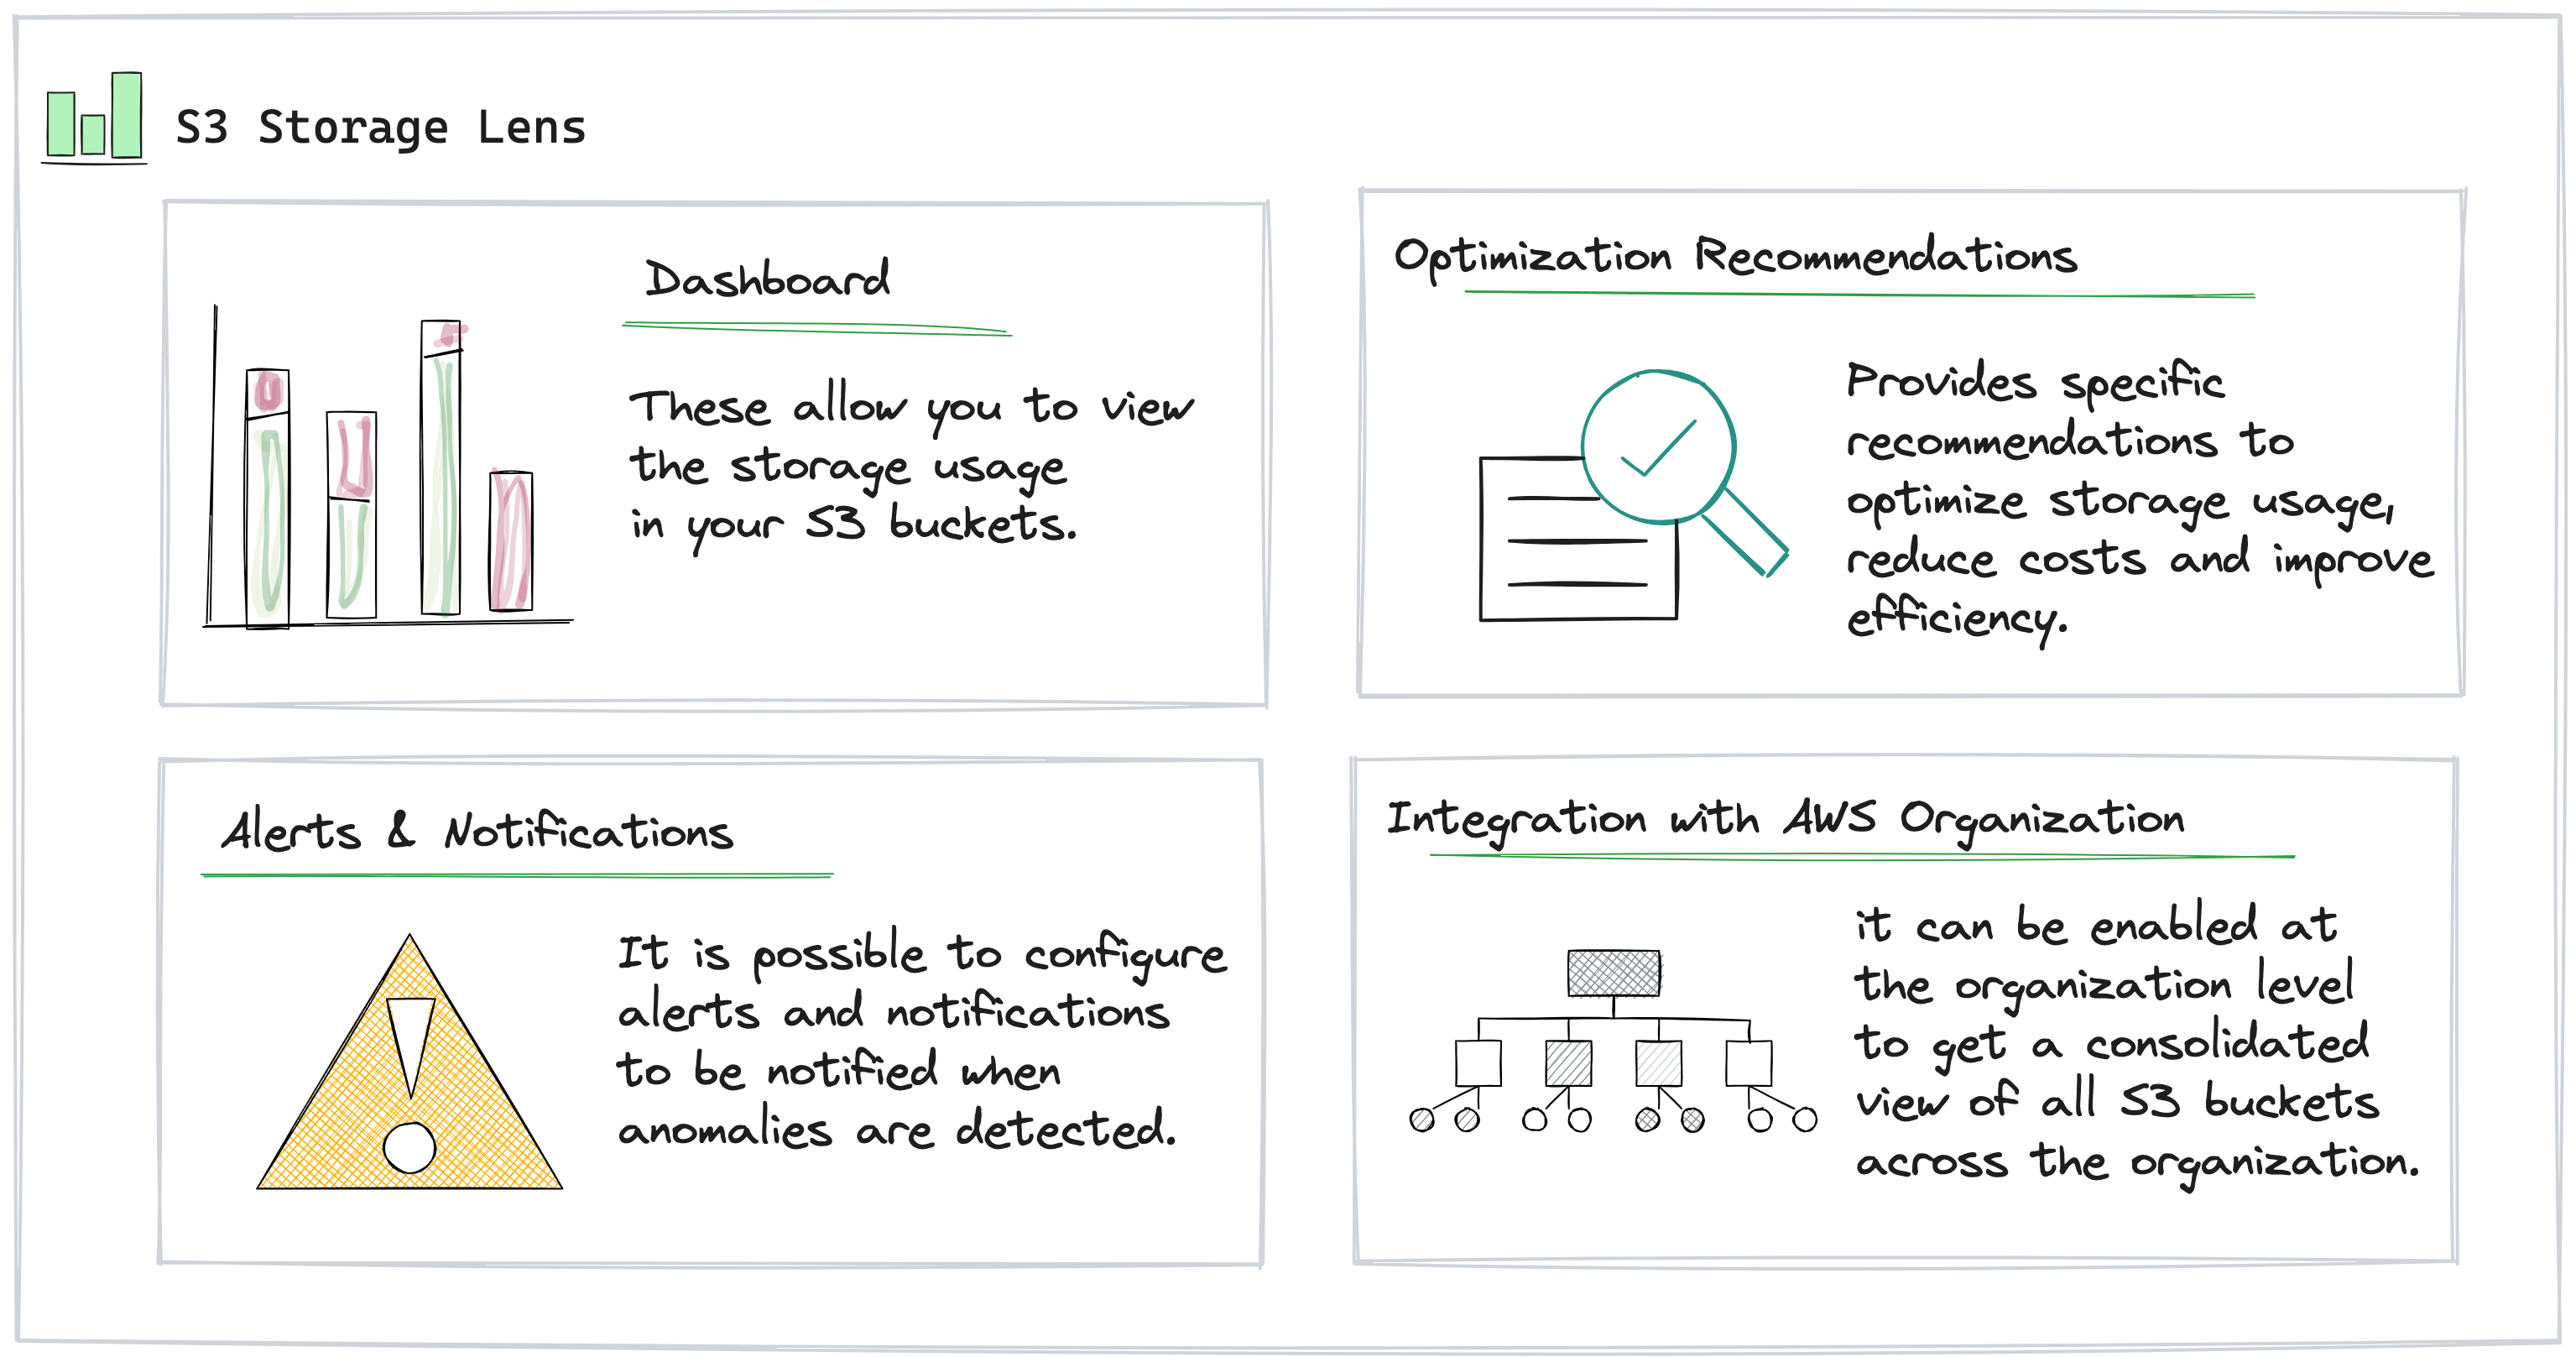 S3 Storage Lens
Dashboard
These allow you to view
the storage usage
in your S3 buckets.
Optimization Recommendations
Provides specific
recommendations to
optimize storage usage,
reduce costs and improve
efficiency.
Alerts & Notifications
It is possible to configure
alerts and notifications
to be notified when
anomalies are detected.
Integration with AWS Organization
it can be enabled at
the organization level
to get a consolidated
view of all S3 buckets
across the organization.